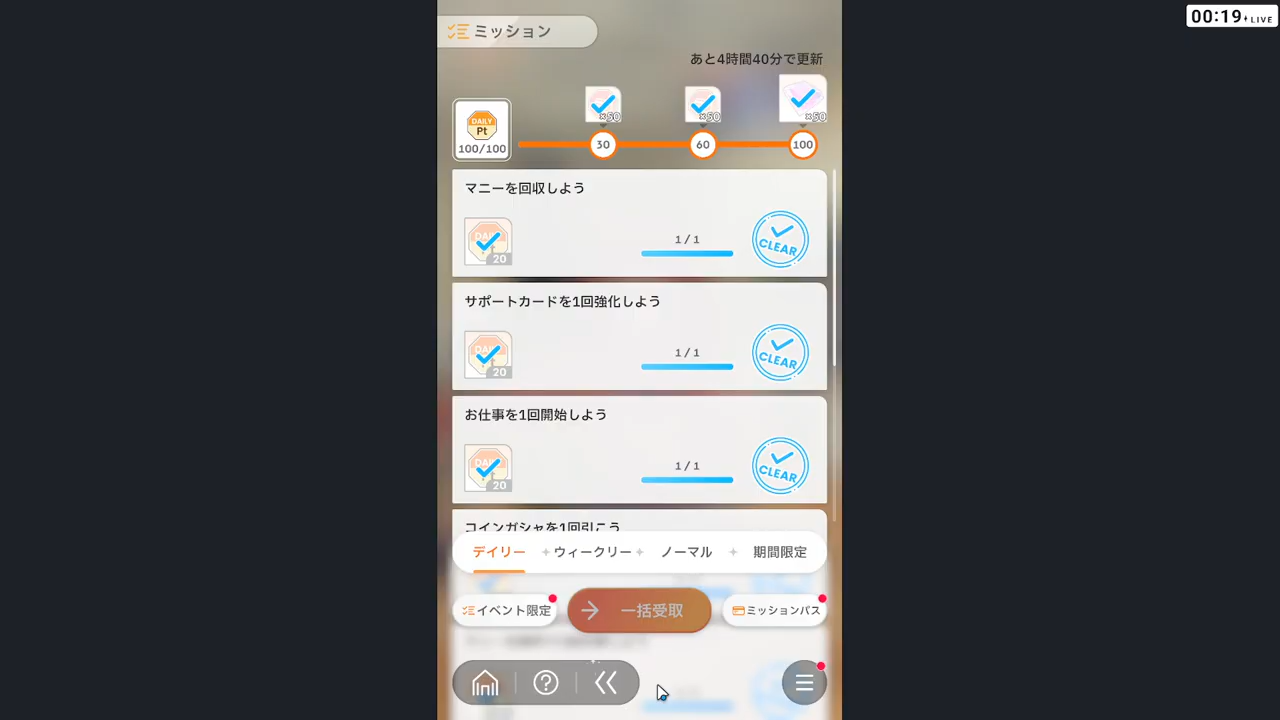 00:19 LIVE
ミッション
あと4時間40分で更新
DAILY
Pt
100/100
×50
×50
×50
30
60
100
マニーを回収しよう
20
1/1
CLEAR
サポートカードを1回強化しよう
20
1/1
CLEAR
お仕事を1回開始しよう
20
1/1
CLEAR
コインガシャを1回引こう
デイリー
ウィークリー
ノーマル
期間限定
イベント限定
一括受取
ミッションパス
?